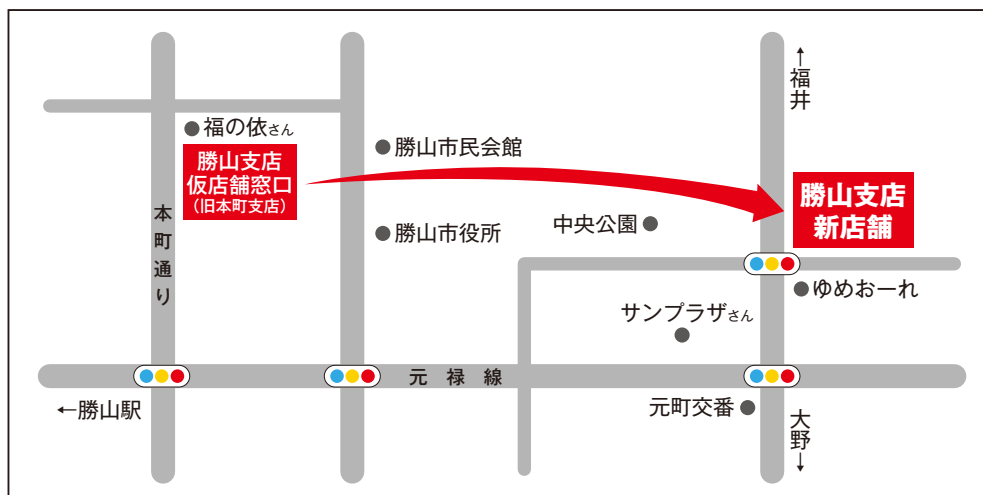 ↑福井
福の依さん
勝山支店
仮店舗窓口
（旧本町支店）
勝山市民会館
勝山支店
新店舗
本町通り
勝山市役所
中央公園
ゆめおーれ
サンプラザさん
元禄線
←勝山駅
元町交番
大野↓